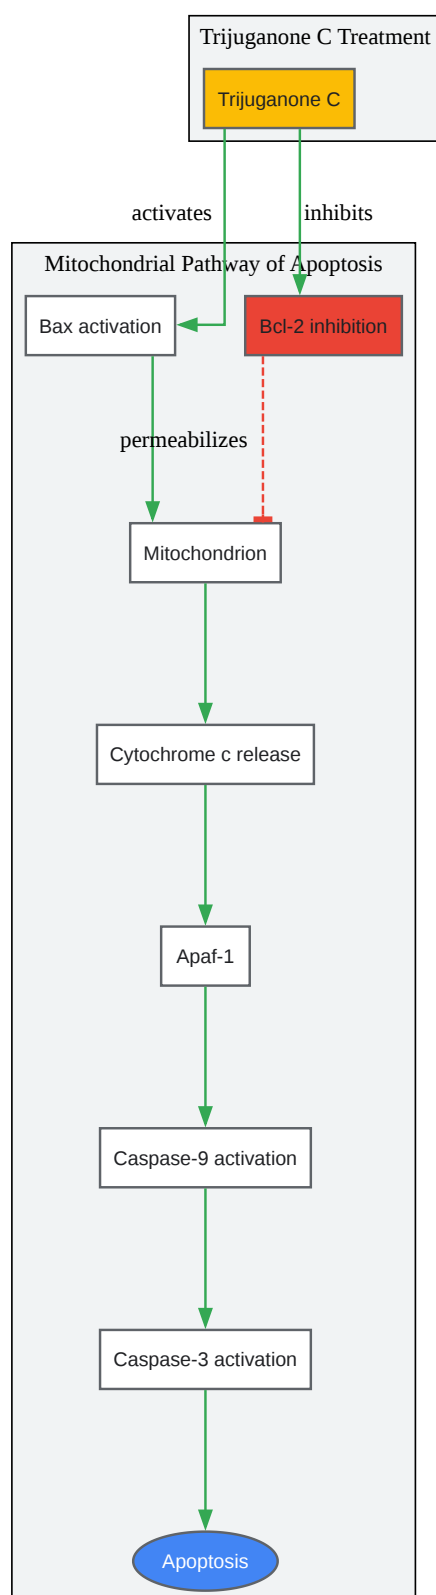 Trijuganone C Treatment
Trijuganone C
activates
inhibits
Mitochondrial Pathway of Apoptosis
Bax activation
Bcl-2 inhibition
permeabilizes
Mitochondrion
Cytochrome c release
Apaf-1
Caspase-9 activation
Caspase-3 activation
Apoptosis